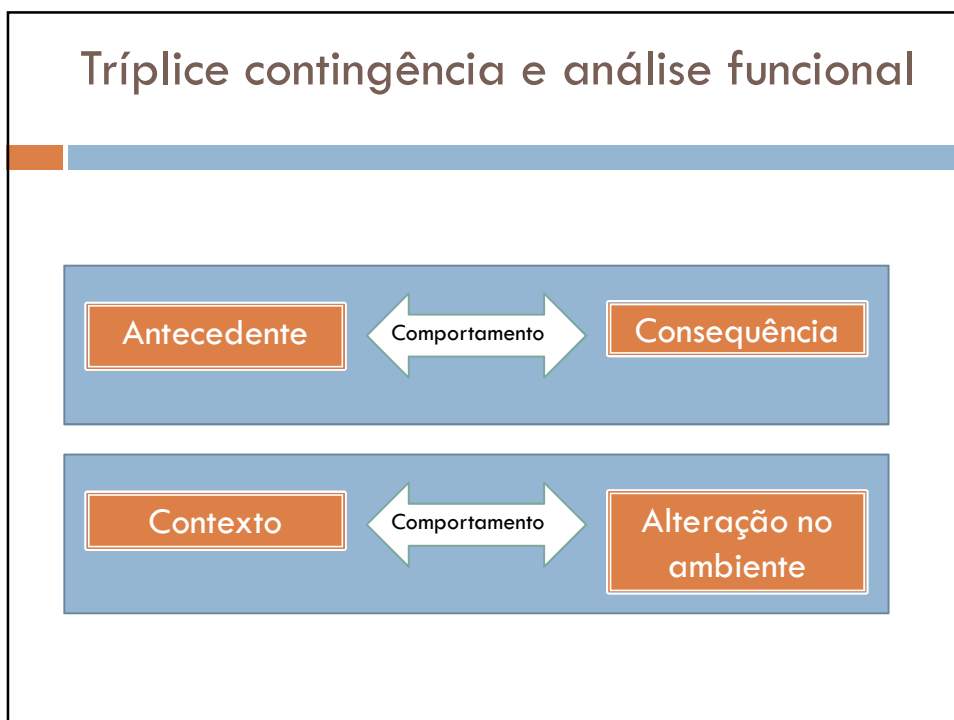 Tríplice contingência e análise funcional
Antecedente
Comportamento
Consequência
Contexto
Comportamento
Alteração no
ambiente